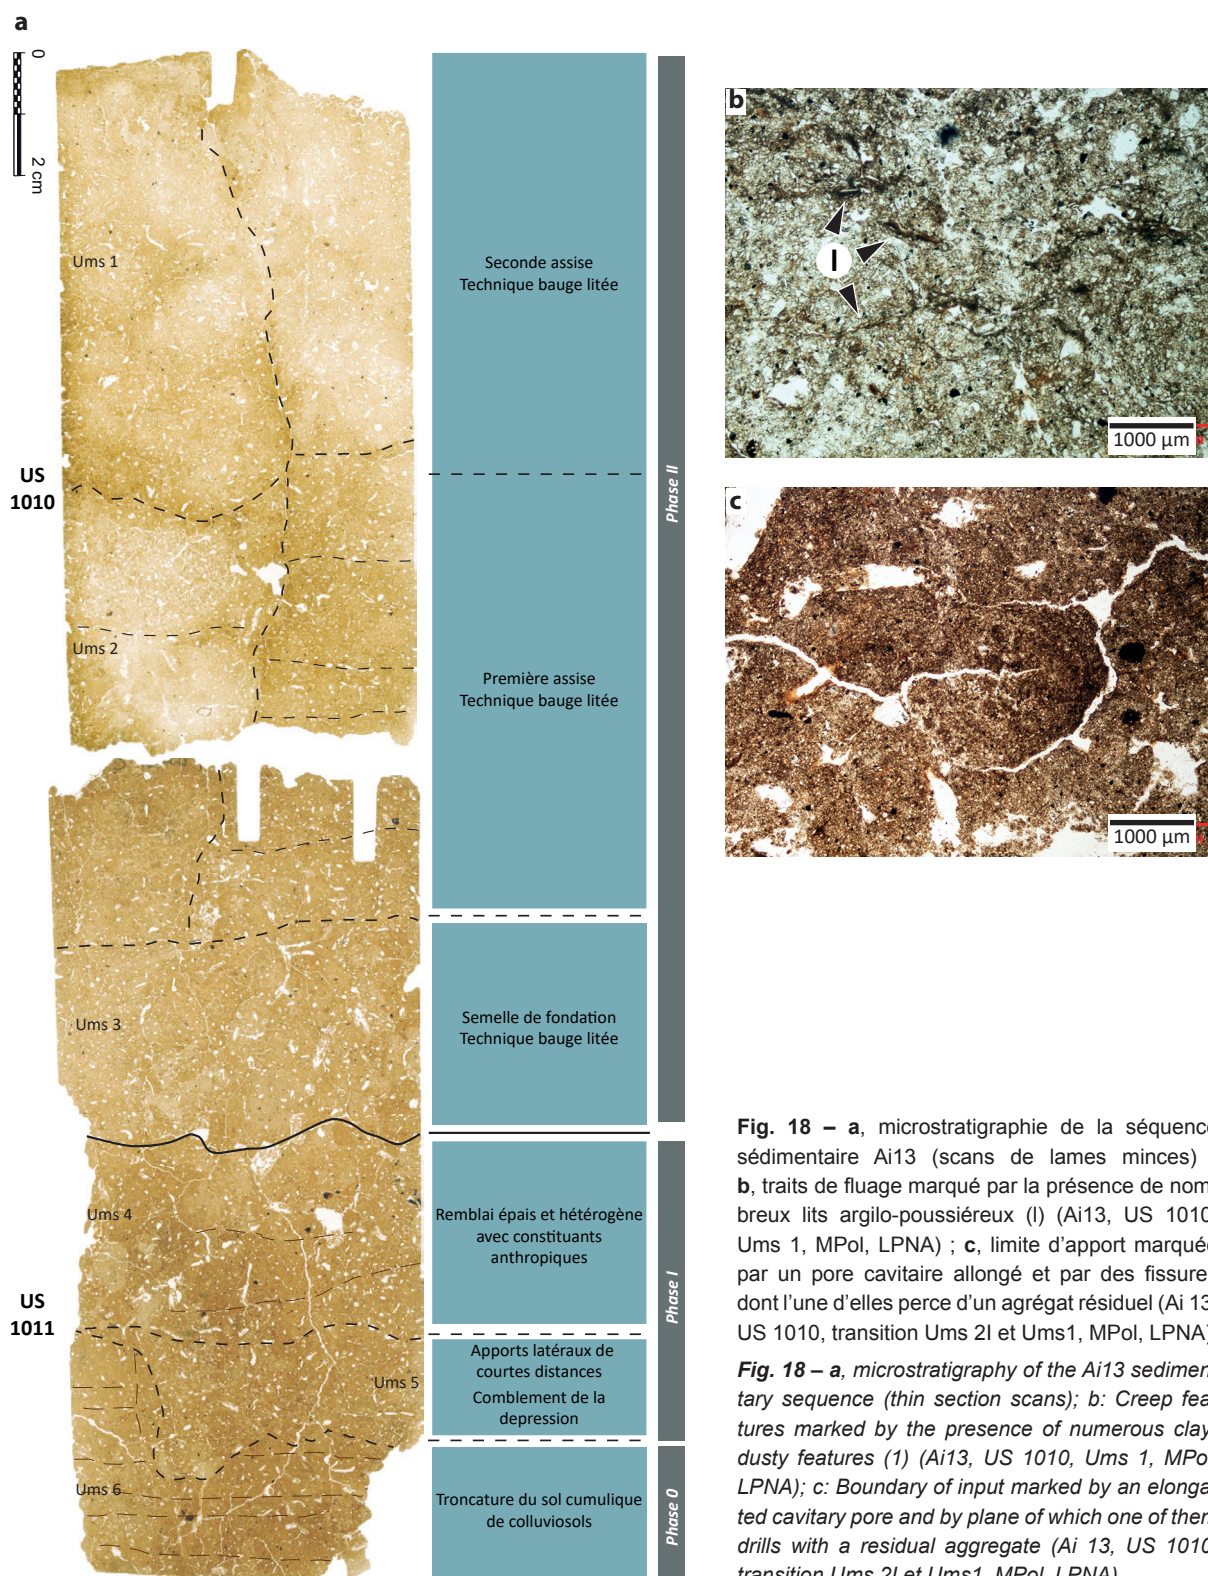 a
0
2 cm
Ums 1
US
1010
Ums 2
Ums 3
Ums 4
US
1011
Ums 5
Ums 6
Seconde assise
Technique bauge litée
Première assise
Technique bauge litée
Semelle de fondation
Technique bauge litée
Remblai épais et hétérogène
avec constituants
anthropiques
Apports latéraux de
courtes distances
Comblement de la
depression
Troncature du sol cumulique
de colluviosols
Phase II
Phase I
Phase 0
b
l
1000 µm
c
1000 µm
Fig. 18 – a, microstratigraphie de la séquence
sédimentaire Ai13 (scans de lames minces)
b, traits de fluage marqué par la présence de nom
breux lits argilo-poussiéreux (l) (Ai13, US 1010
Ums 1, MPol, LPNA) ; c, limite d'apport marquée
par un pore cavitaire allongé et par des fissure
dont l'une d'elles perce d'un agrégat résiduel (Ai 13
US 1010, transition Ums 2I et Ums1, MPol, LPNA)
Fig. 18 – a, microstratigraphy of the Ai13 sedimen
tary sequence (thin section scans); b: Creep fea
tures marked by the presence of numerous clay
dusty features (1) (Ai13, US 1010, Ums 1, MPo
LPNA); c: Boundary of input marked by an elonga
ted cavitary pore and by plane of which one of then
drills with a residual aggregate (Ai 13, US 1010
transition Ums 2I et Ums1, MPol, LPNA)